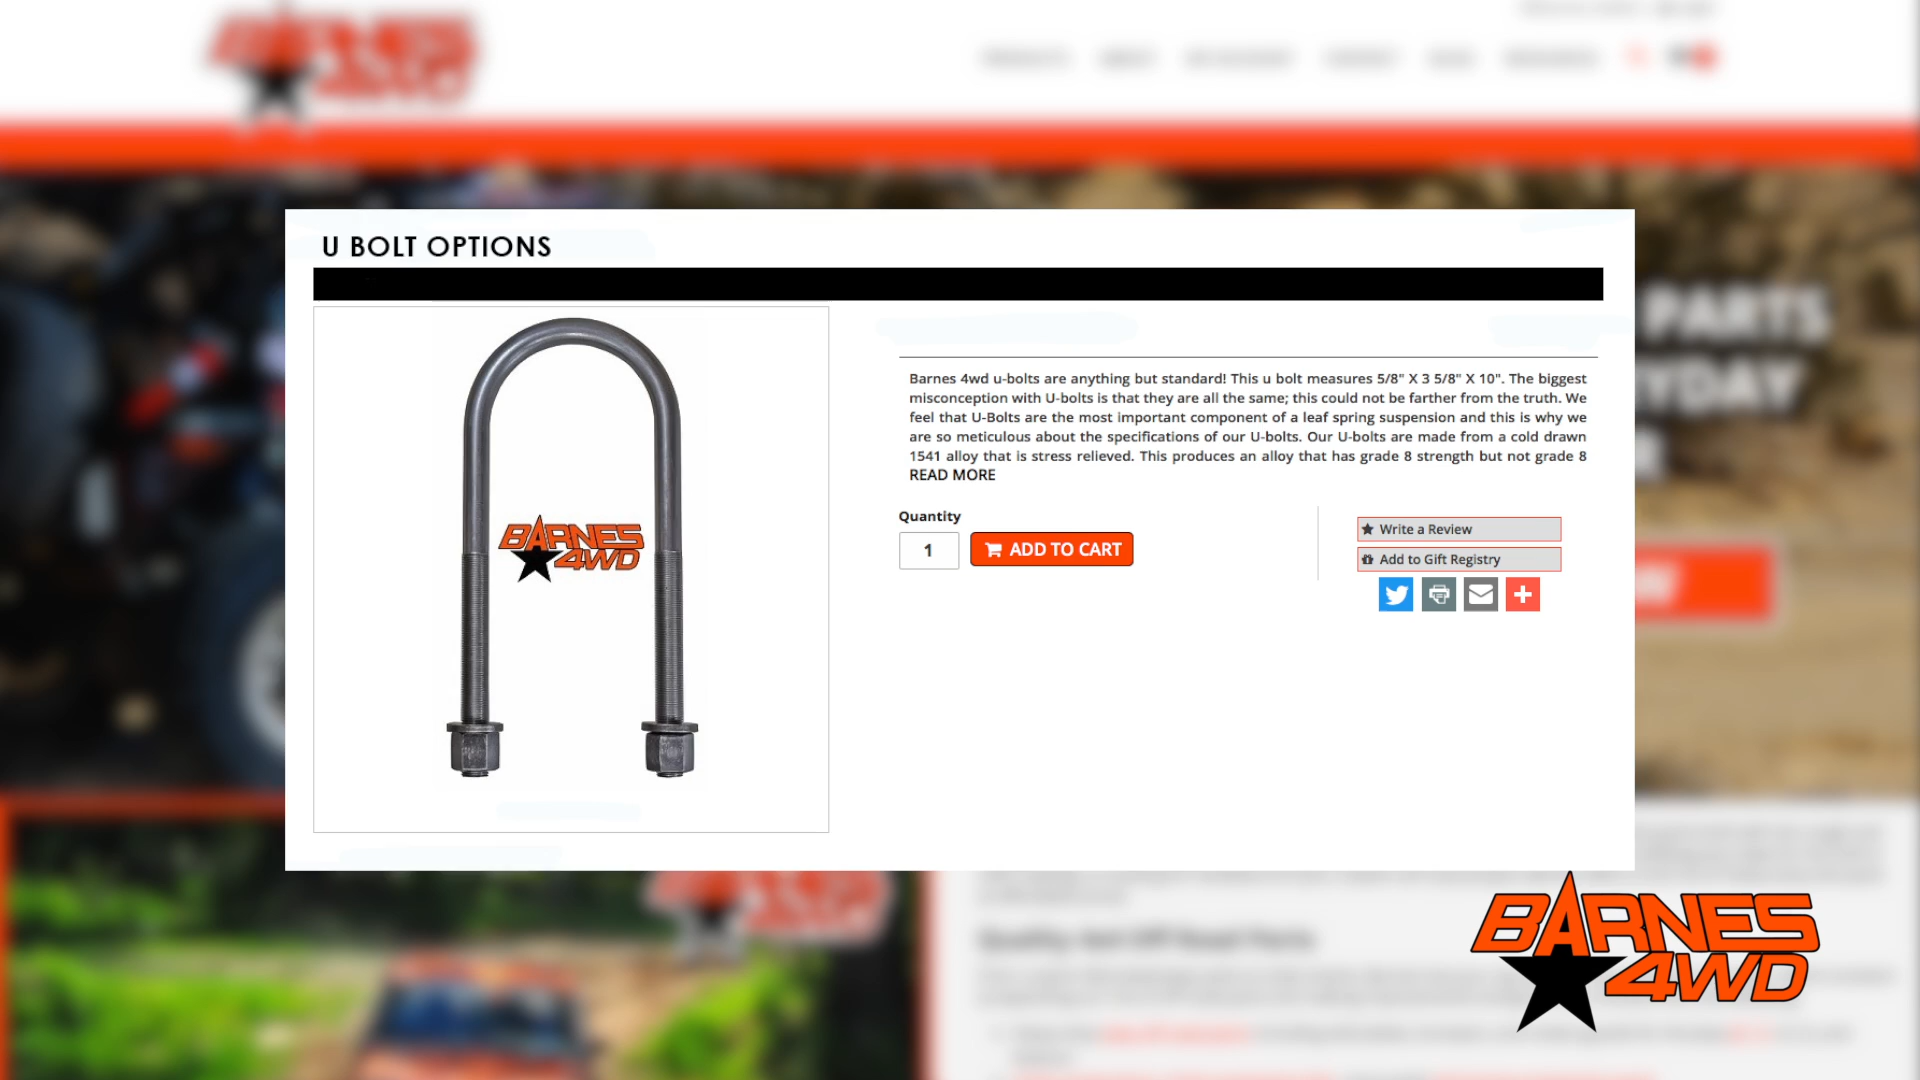 BARNES
4WD
PARTS
U BOLT OPTIONS
Barnes 4wd u-bolts are anything but standard! This u bolt measures 5/8" X 3 5/8" X 10". The biggest
misconception with U-bolts is that they are all the same; this could not be farther from the truth. We
feel that U-Bolts are the most important component of a leaf spring suspension and this is why we
are so meticulous about the specifications of our U-bolts. Our U-bolts are made from a cold drawn
1541 alloy that is stress relieved. This produces an alloy that has grade 8 strength but not grade 8
READ MORE
Quantity
1
ADD TO CART
Write a Review
Add to Gift Registry
BARNES
4WD
BARNES
4WD